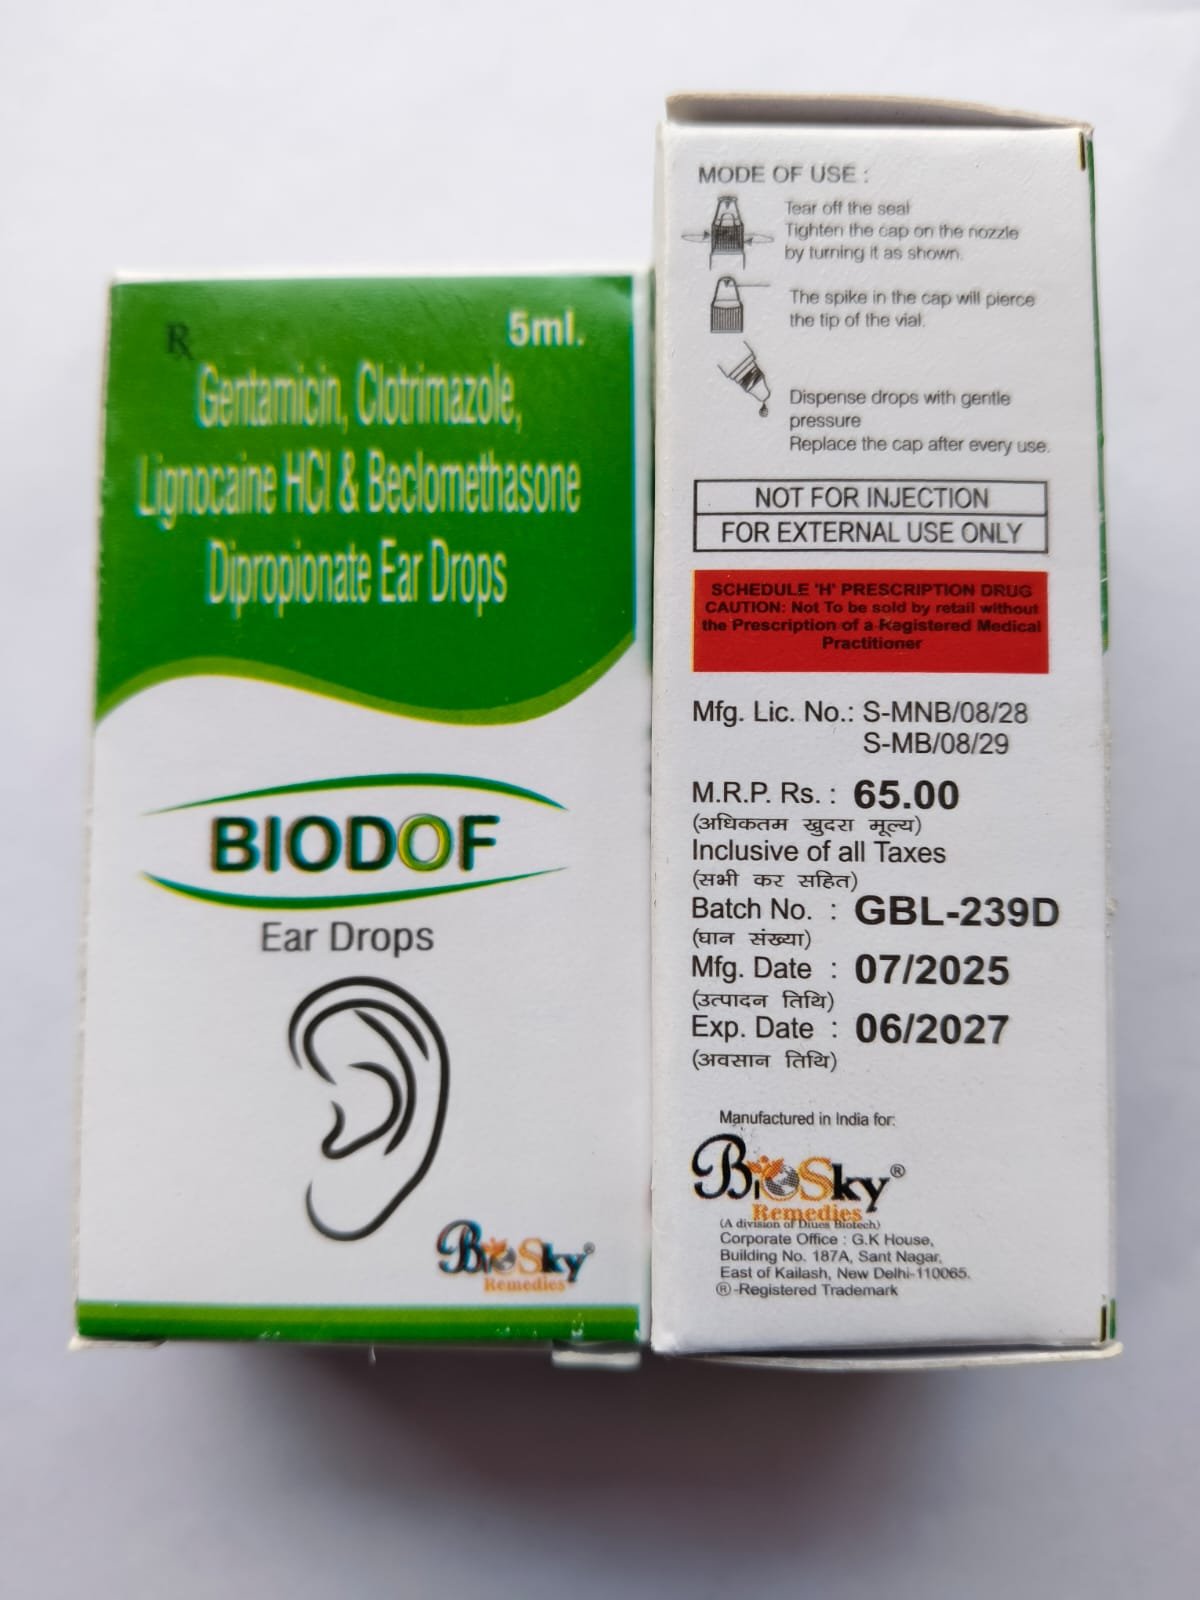 Rx
5ml.
Gentamicin, Clotrimazole,
Lignocaine HCl & Beclomethasone
Dipropionate Ear Drops
BIODOF
Ear Drops
BioSky®
Remedies
MODE OF USE :
Tear off the seal
Tighten the cap on the nozzle
by turning it as shown.
The spike in the cap will pierce
the tip of the vial.
Dispense drops with gentle
pressure
Replace the cap after every use.
NOT FOR INJECTION
FOR EXTERNAL USE ONLY
SCHEDULE 'H' PRESCRIPTION DRUG
CAUTION: Not To be sold by retail without
the Prescription of a Ragistered Medical
Practitioner
Mfg. Lic. No.: S-MNB/08/28
S-MB/08/29
M.R.P. Rs. : 65.00
(अधिकतम खुदरा मूल्य)
Inclusive of all Taxes
(सभी कर सहित)
Batch No. : GBL-239D
(घान संख्या)
Mfg. Date : 07/2025
(उत्पादन तिथि)
Exp. Date : 06/2027
(अवसान तिथि)
Manufactured in India for:
BioSky®
Remedies
(A division of Diues Biotech)
Corporate Office : G.K House,
Building No. 187A, Sant Nagar,
East of Kailash, New Delhi-110065.
®-Registered Trademark